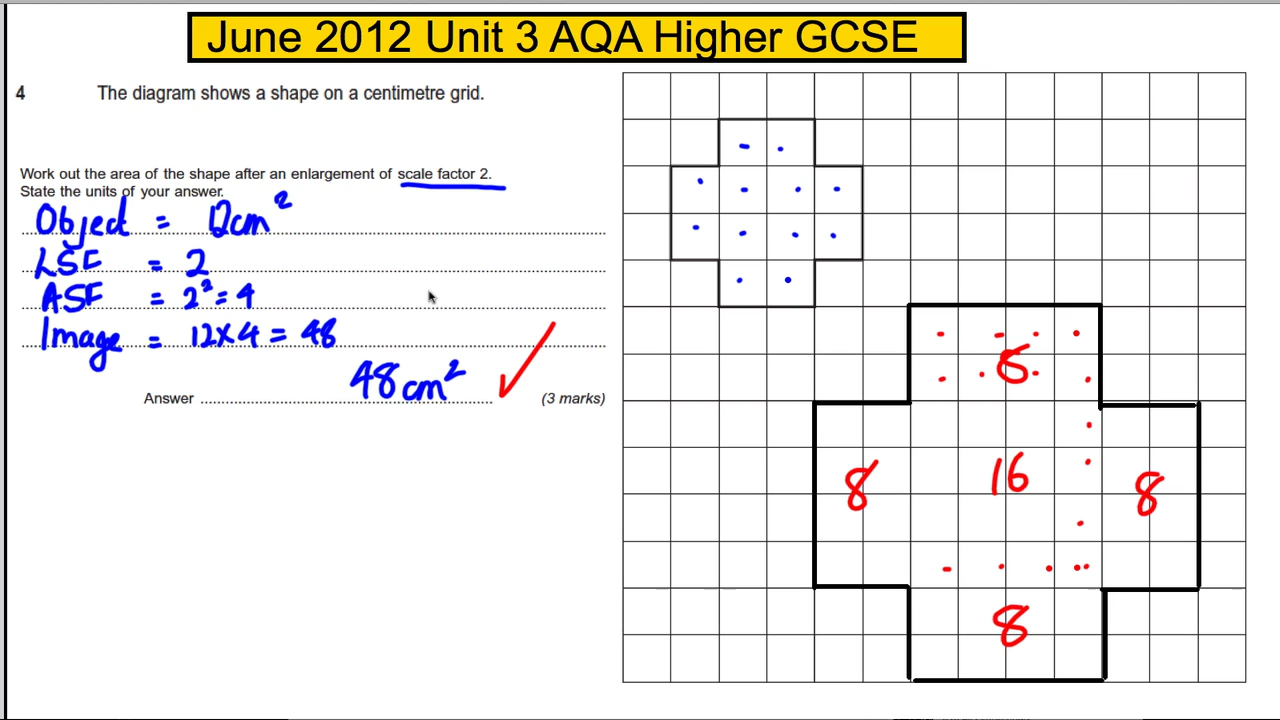 June 2012 Unit 3 AQA Higher GCSE
4 The diagram shows a shape on a centimetre grid.
Work out the area of the shape after an enlargement of scale factor 2.
State the units of your answer.
Object = 12cm²
LSF = 2
ASF = 2² = 4
Image = 12x4 = 48
48cm²
Answer (3 marks)
8
8 16 8
8